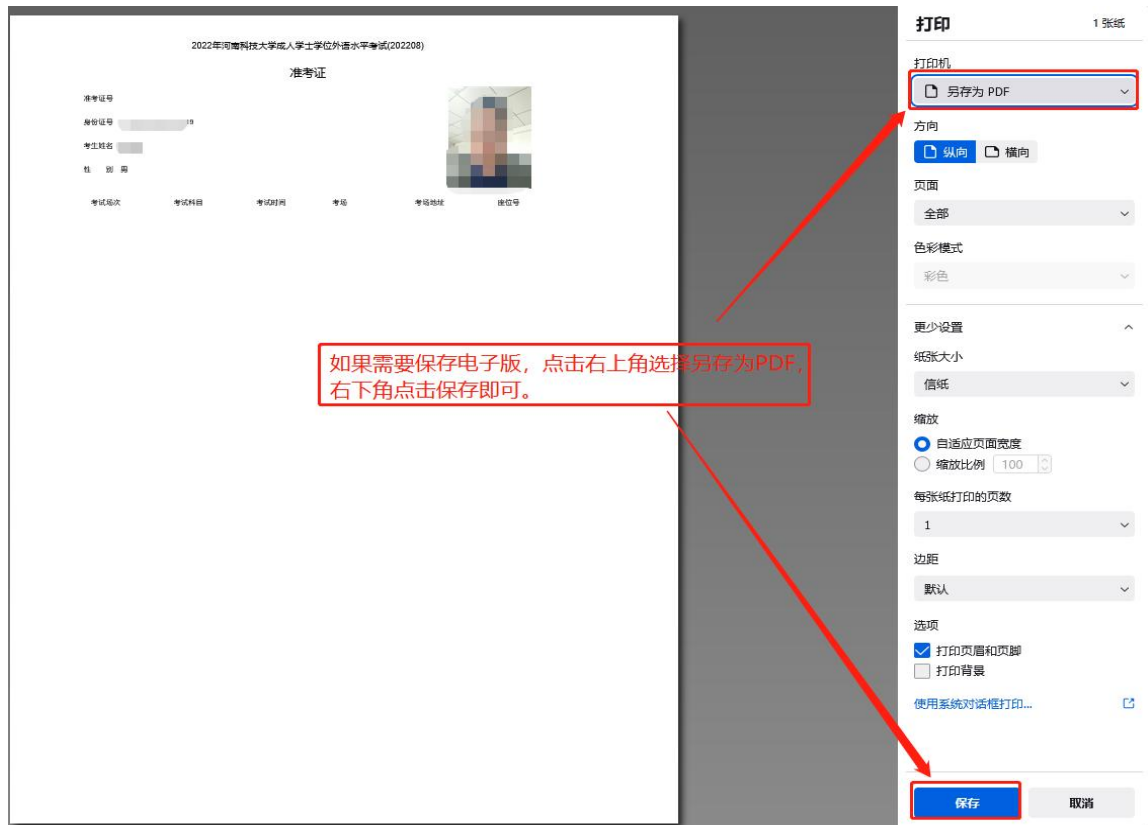 2022年河南科技大学成人学士学位外语水平考试(202208)
准考证
准考证号
身份证号 19
考生姓名
性 别 男
考试场次 考试科目 考试时间 考场 考场地址 座位号
如果需要保存电子版，点击右上角选择另存为PDF，
右下角点击保存即可。
打印 1 张纸
打印机
另存为 PDF
方向
纵向 横向
页面
全部
色彩模式
彩色
更少设置
纸张大小
信纸
缩放
自适应页面宽度
缩放比例 100
每张纸打印的页数
1
边距
默认
选项
打印页眉和页脚
打印背景
使用系统对话框打印...
保存 取消